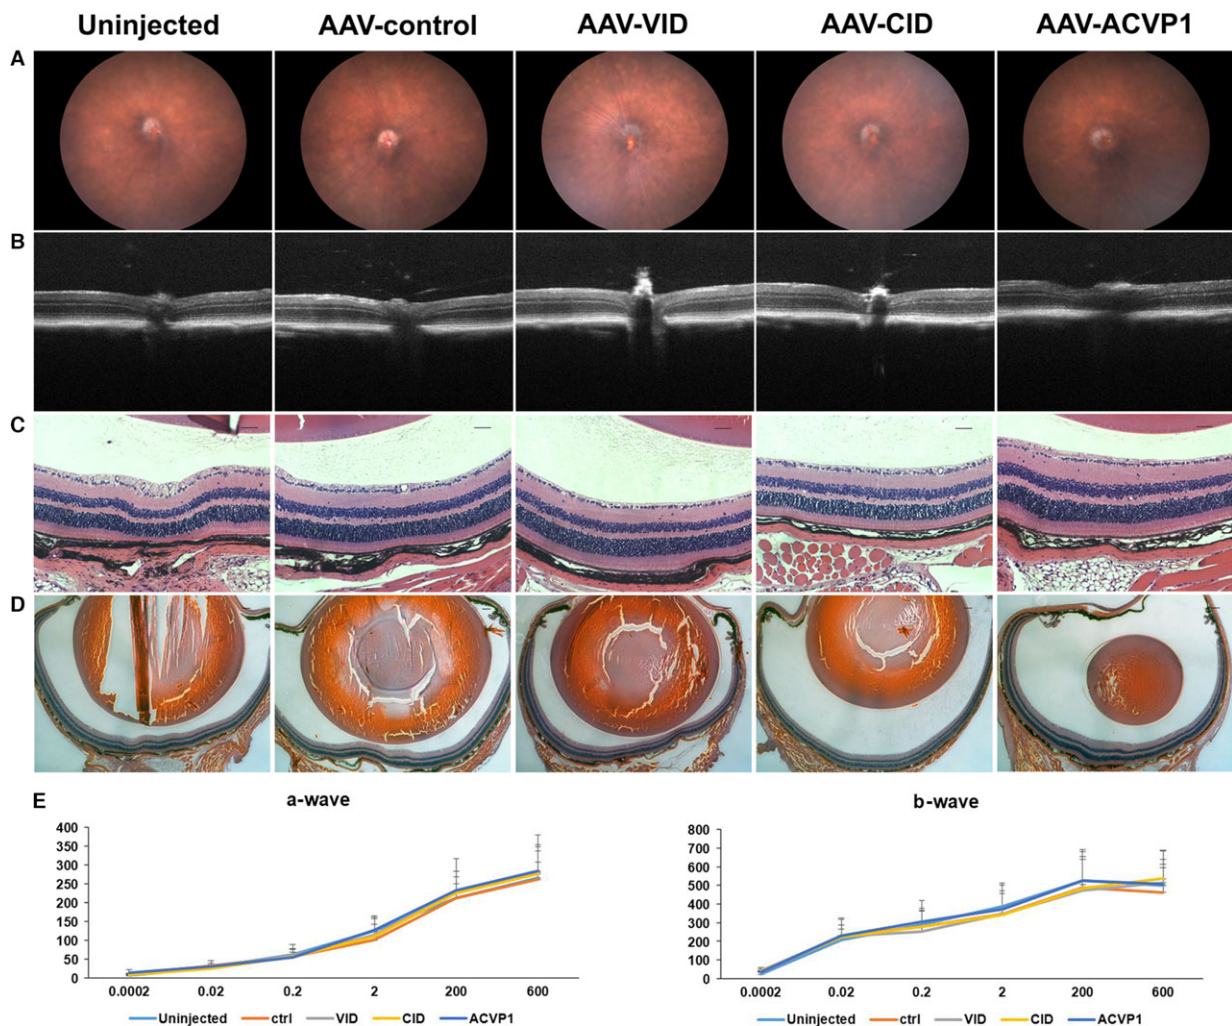 Uninjected AAV-control AAV-VID AAV-CID AAV-ACVP1
A
B
C
D
E
a-wave
400
350
300
250
200
150
100
50
0
0.0002 0.02 0.2 2 200 600
Uninjected ctrl VID CID ACVP1
b-wave
800
700
600
500
400
300
200
100
0
0.0002 0.02 0.2 2 200 600
Uninjected ctrl VID CID ACVP1